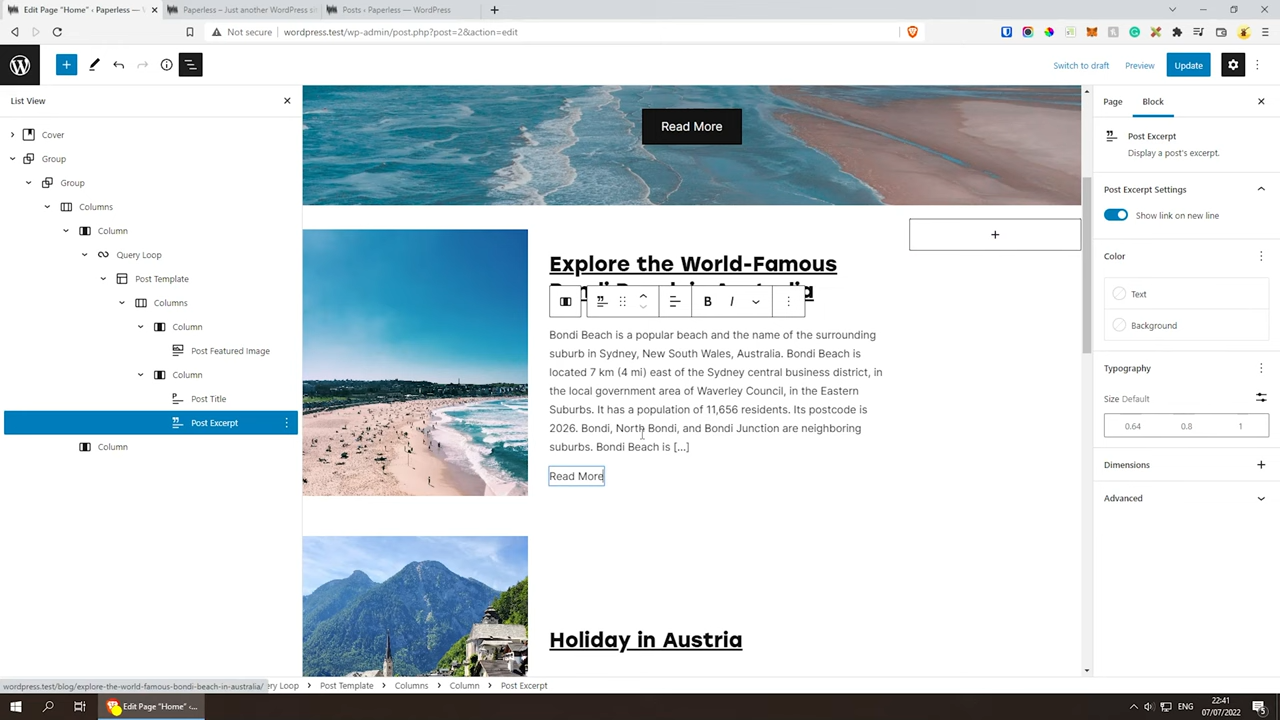 Edit Page "Home" ‹ Paperless — W
Paperless – Just another WordPress si
Posts ‹ Paperless — WordPress
Not secure
wordpress.test/wp-admin/post.php?post=2&action=edit
Switch to draft
Preview
Update
List View
Cover
Group
Group
Columns
Column
Query Loop
Post Template
Columns
Column
Post Featured Image
Column
Post Title
Post Excerpt
Column
Read More
Explore the World-Famous
Bondi Beach in Australia
B I
Bondi Beach is a popular beach and the name of the surrounding
suburb in Sydney, New South Wales, Australia. Bondi Beach is
located 7 km (4 mi) east of the Sydney central business district, in
the local government area of Waverley Council, in the Eastern
Suburbs. It has a population of 11,656 residents. Its postcode is
2026. Bondi, North Bondi, and Bondi Junction are neighboring
suburbs. Bondi Beach is [...]
Read More
Holiday in Austria
Page
Block
Post Excerpt
Display a post's excerpt.
Post Excerpt Settings
Show link on new line
Color
Text
Background
Typography
Size Default
0.64 0.8 1
Dimensions
Advanced
wordpress.test/blog/explore-the-world-famous-bondi-beach-in-australia/
ery Loop > Post Template > Columns > Column > Post Excerpt
Edit Page "Home" ‹...
ENG
22:41
07/07/2022